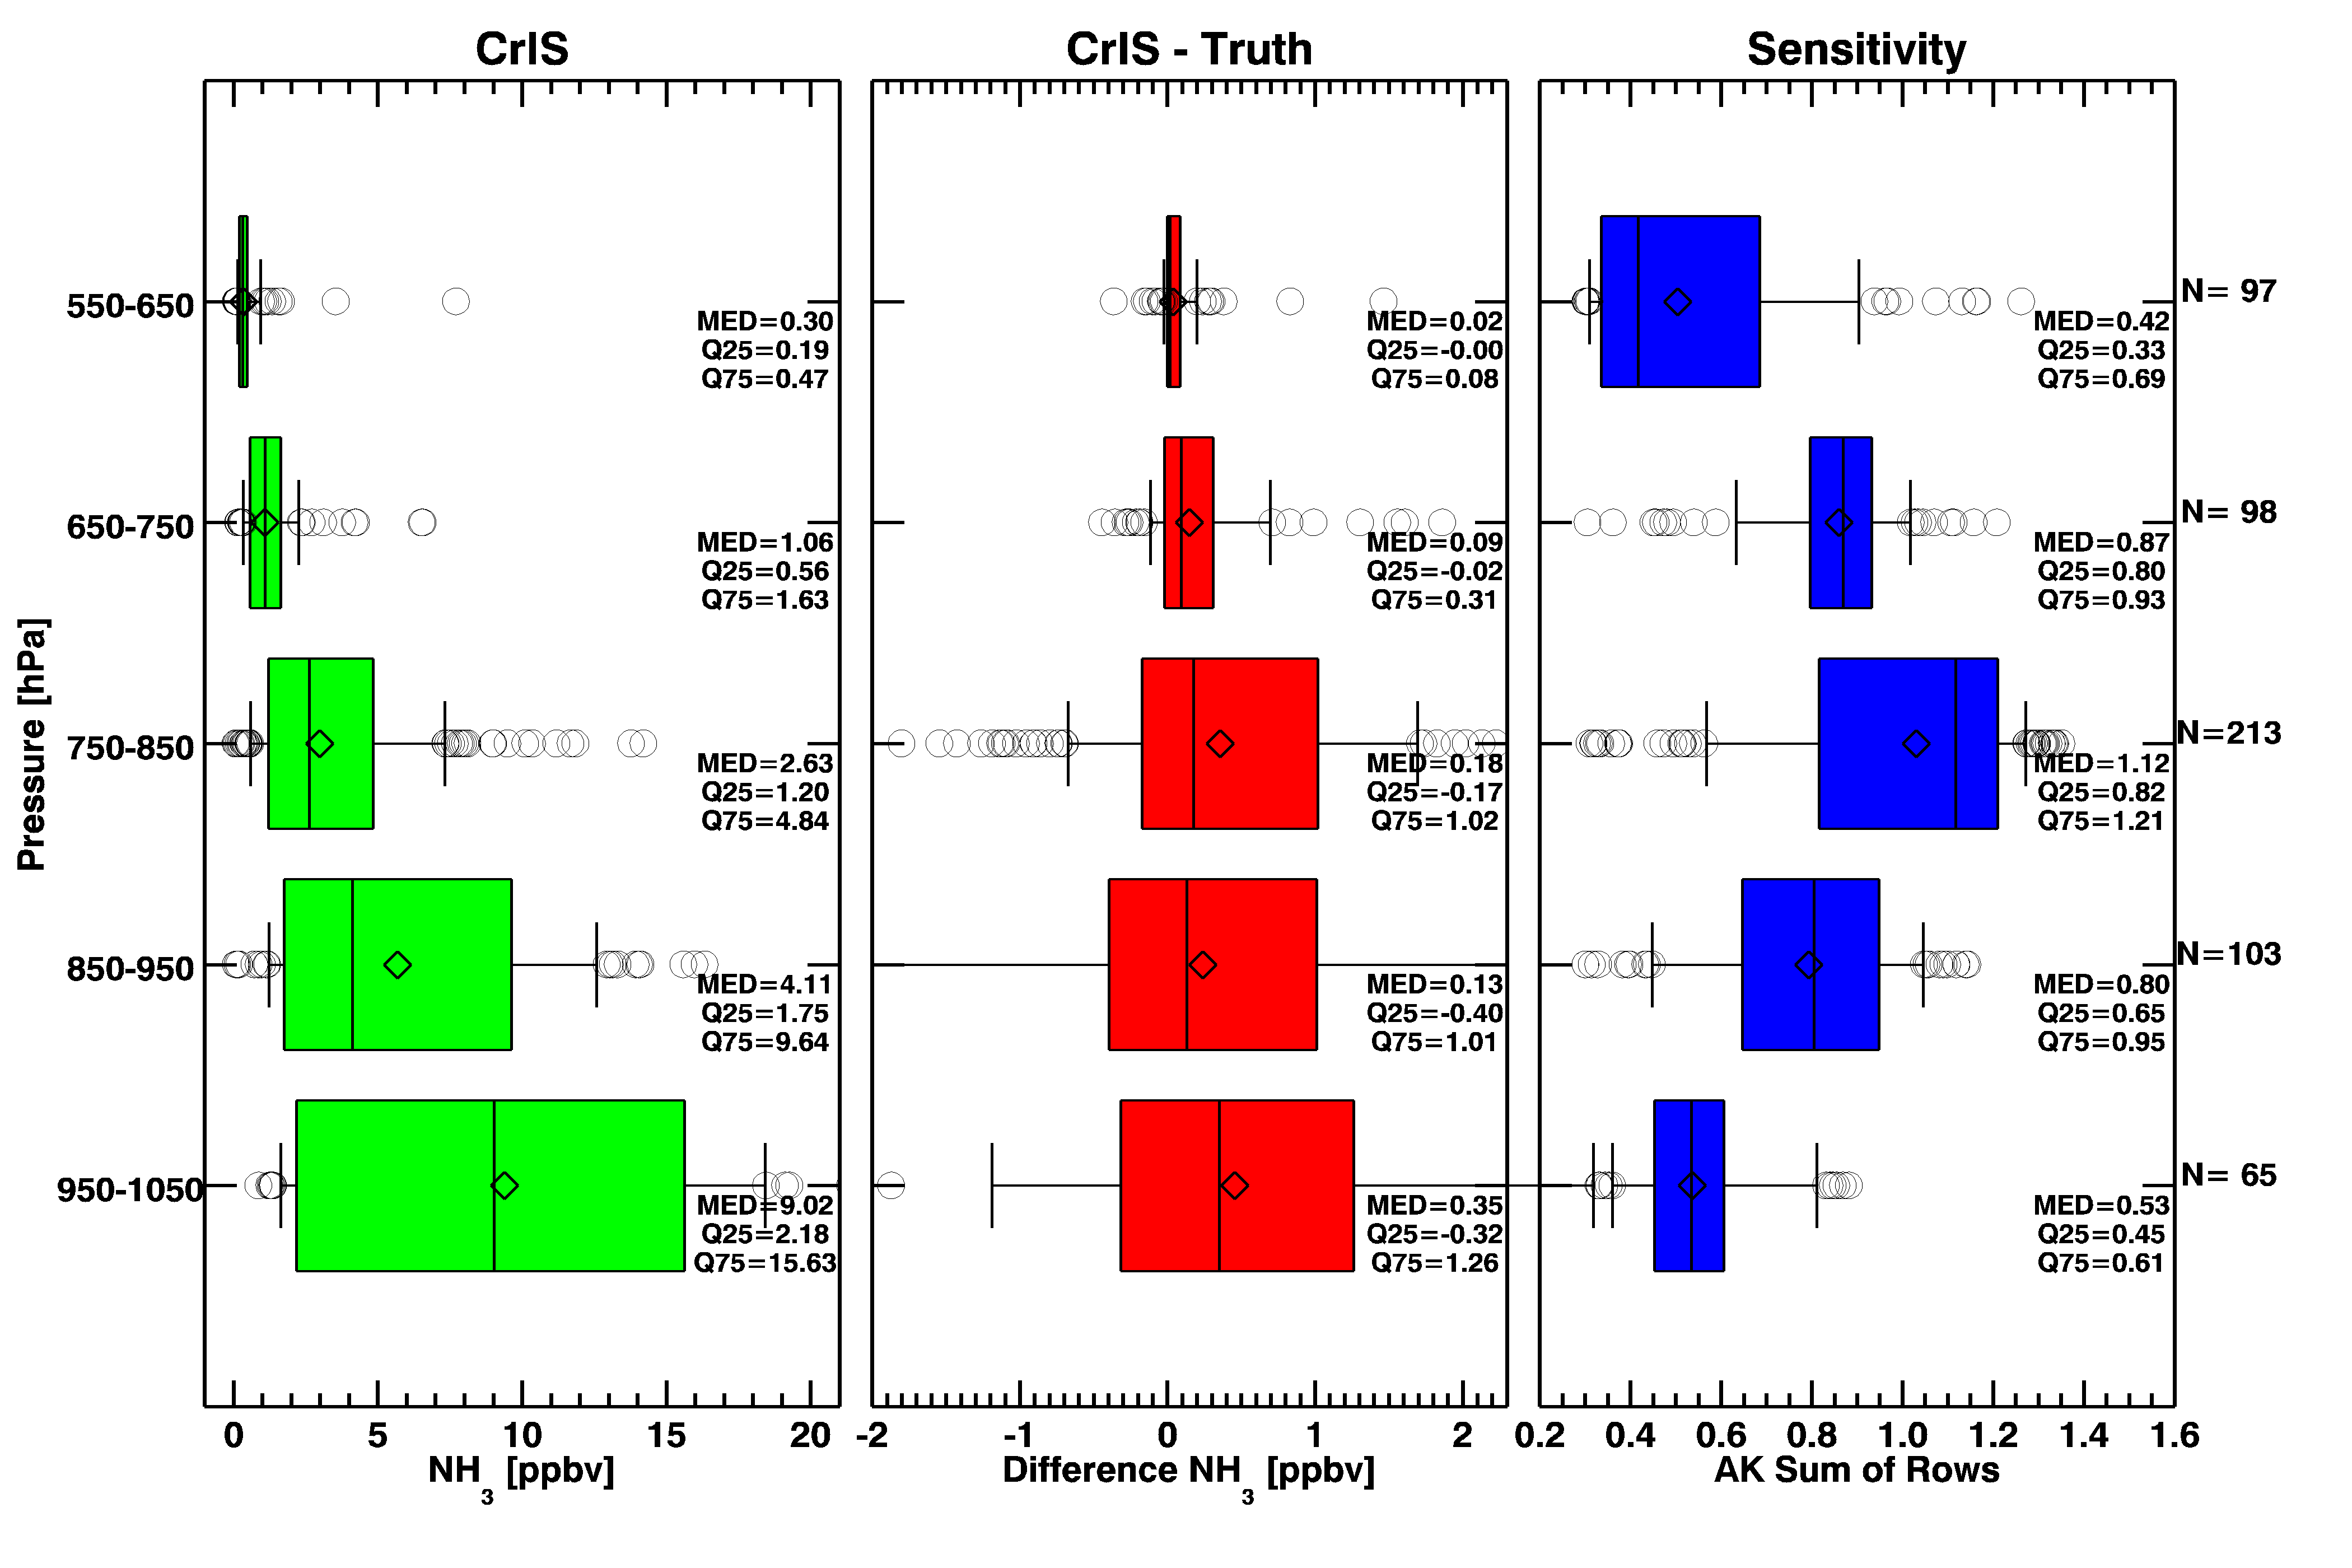 CrIS
CrIS - Truth
Sensitivity
Pressure [hPa]
550-650
MED=0.30
Q25=0.19
Q75=0.47
MED=0.02
Q25=-0.00
Q75=0.08
MED=0.42
Q25=0.33
Q75=0.69
N= 97
650-750
MED=1.06
Q25=0.56
Q75=1.63
MED=0.09
Q25=-0.02
Q75=0.31
MED=0.87
Q25=0.80
Q75=0.93
N= 98
750-850
MED=2.63
Q25=1.20
Q75=4.84
MED=0.18
Q25=-0.17
Q75=1.02
MED=1.12
Q25=0.82
Q75=1.21
N=213
850-950
MED=4.11
Q25=1.75
Q75=9.64
MED=0.13
Q25=-0.40
Q75=1.01
MED=0.80
Q25=0.65
Q75=0.95
N=103
950-1050
MED=9.02
Q25=2.18
Q75=15.63
MED=0.35
Q25=-0.32
Q75=1.26
MED=0.53
Q25=0.45
Q75=0.61
N= 65
0 5 10 15 20
-2 -1 0 1 2
0.2 0.4 0.6 0.8 1.0 1.2 1.4 1.6
NH3 [ppbv]
Difference NH3 [ppbv]
AK Sum of Rows